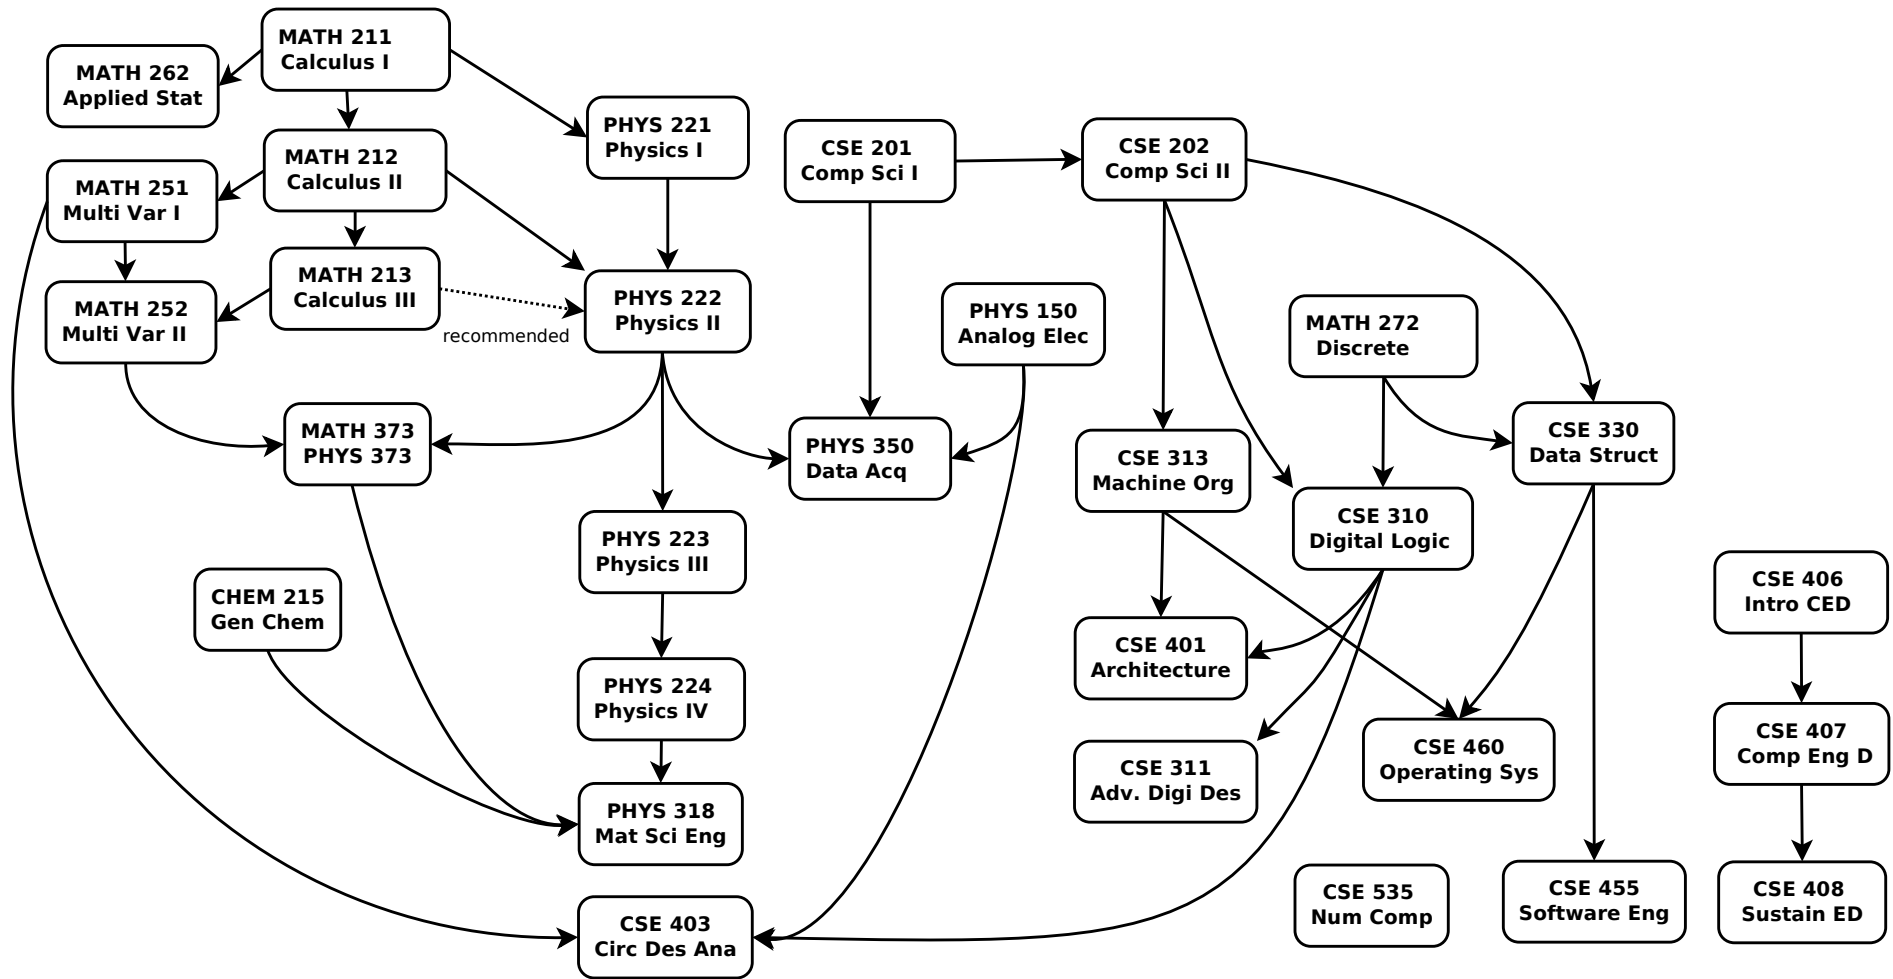 MATH 211
Calculus I
MATH 262
Applied Stat
PHYS 221
Physics I
CSE 201
Comp Sci I
CSE 202
Comp Sci II
MATH 212
Calculus II
MATH 251
Multi Var I
MATH 213
Calculus III
MATH 252
Multi Var II
recommended
PHYS 222
Physics II
PHYS 150
Analog Elec
MATH 272
Discrete
MATH 373
PHYS 373
PHYS 350
Data Acq
CSE 313
Machine Org
CSE 330
Data Struct
PHYS 223
Physics III
CSE 310
Digital Logic
CHEM 215
Gen Chem
CSE 406
Intro CED
PHYS 224
Physics IV
CSE 401
Architecture
CSE 311
Adv. Digi Des
CSE 460
Operating Sys
CSE 407
Comp Eng D
PHYS 318
Mat Sci Eng
CSE 403
Circ Des Ana
CSE 535
Num Comp
CSE 455
Software Eng
CSE 408
Sustain ED